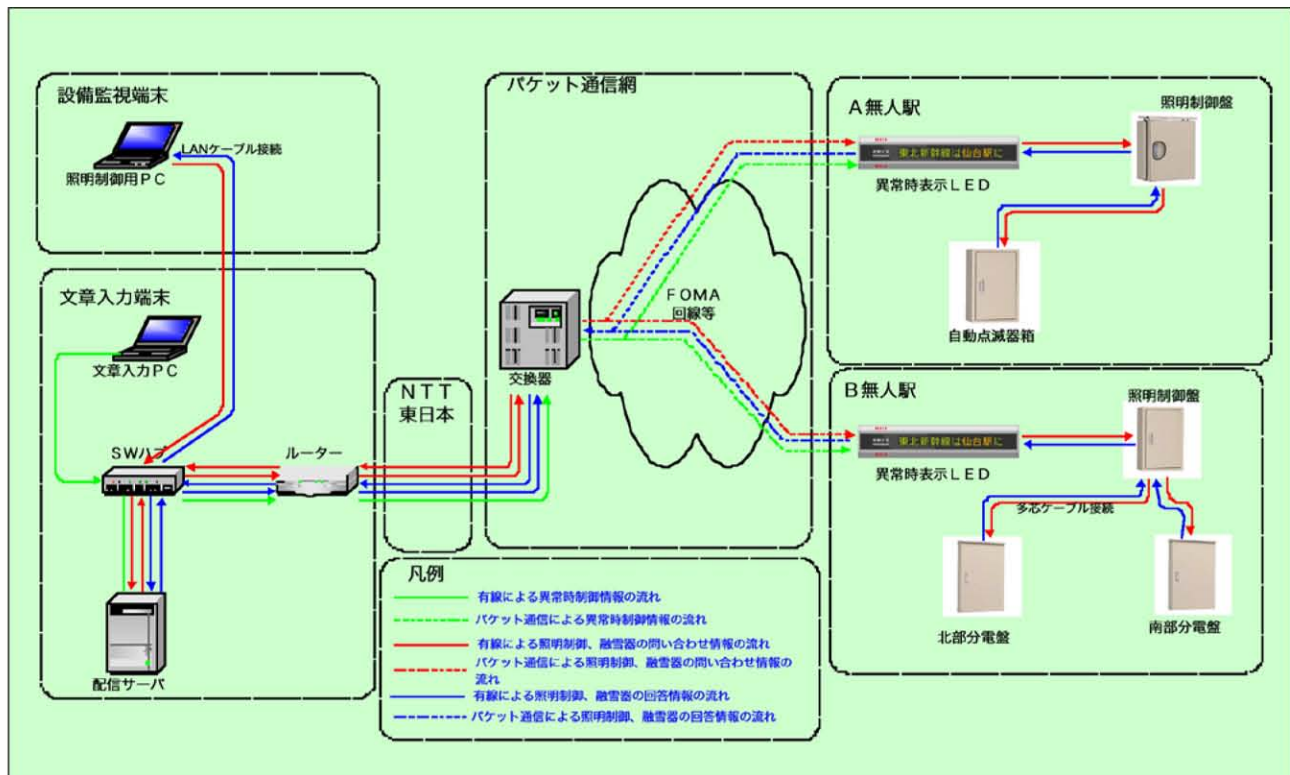 設備監視端末
LANケーブル接続
照明制御用ＰＣ
文章入力端末
文章入力ＰＣ
ＳＷハブ
ルーター
配信サーバ
ＮＴＴ
東日本
パケット通信網
ＦＯＭＡ
回線等
交換器
Ａ無人駅
照明制御盤
東北新幹線は仙台駅に
異常時表示ＬＥＤ
自動点滅器箱
Ｂ無人駅
照明制御盤
東北新幹線は仙台駅に
異常時表示ＬＥＤ
多芯ケーブル接続
北部分電盤
南部分電盤
凡例
有線による異常時制御情報の流れ
パケット通信による異常時制御情報の流れ
有線による照明制御、融雪器の問い合わせ情報の流れ
パケット通信による照明制御、融雪器の問い合わせ情報の
流れ
有線による照明制御、融雪器の回答情報の流れ
パケット通信による照明制御、融雪器の回答情報の流れ